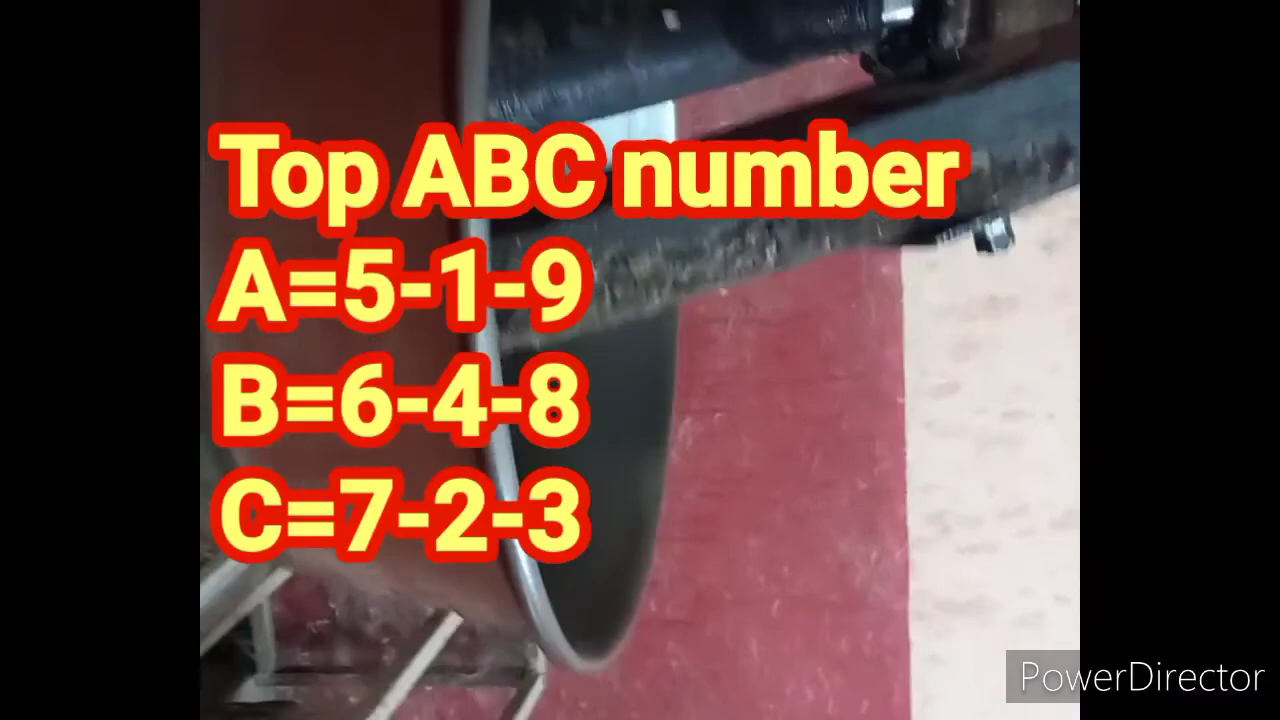 Top ABC number
A=5-1-9
B=6-4-8
C=7-2-3
PowerDirector